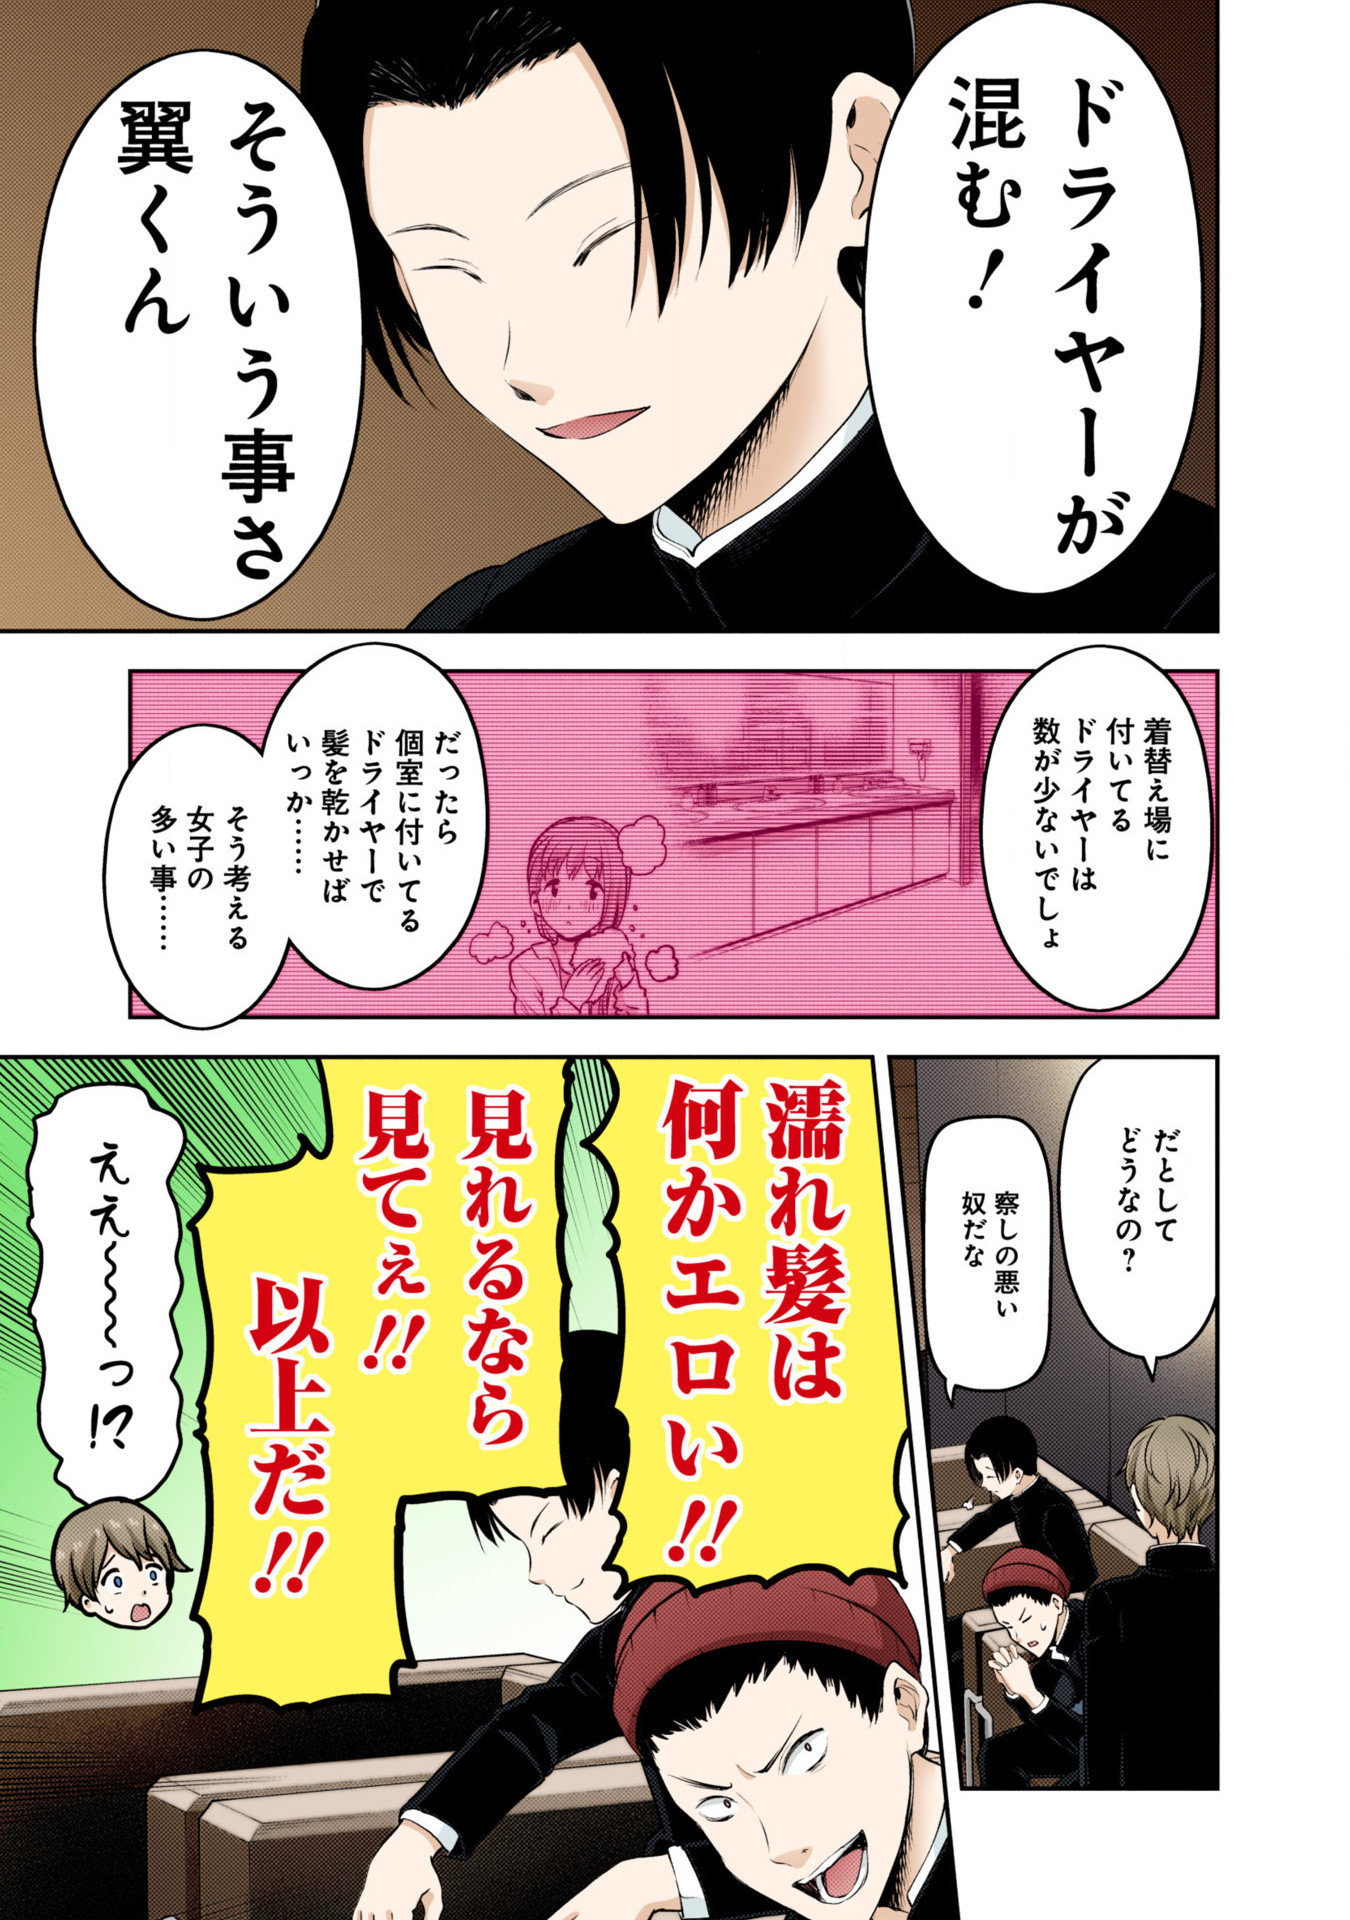 ドライヤーが
混む！
そういう事さ
翼くん
着替え場に
付いてる
ドライヤーは
数が少ないでしょ
だったら
個室に付いてる
ドライヤーで
髪を乾かせば
いっか……
そう考える
女子の
多い事……
だとして
どうなの？
察しの悪い
奴だな
濡れ髪は
何かエロい!!
見れるなら
見てぇ!!
以上だ!!
ええ～～～っ!?